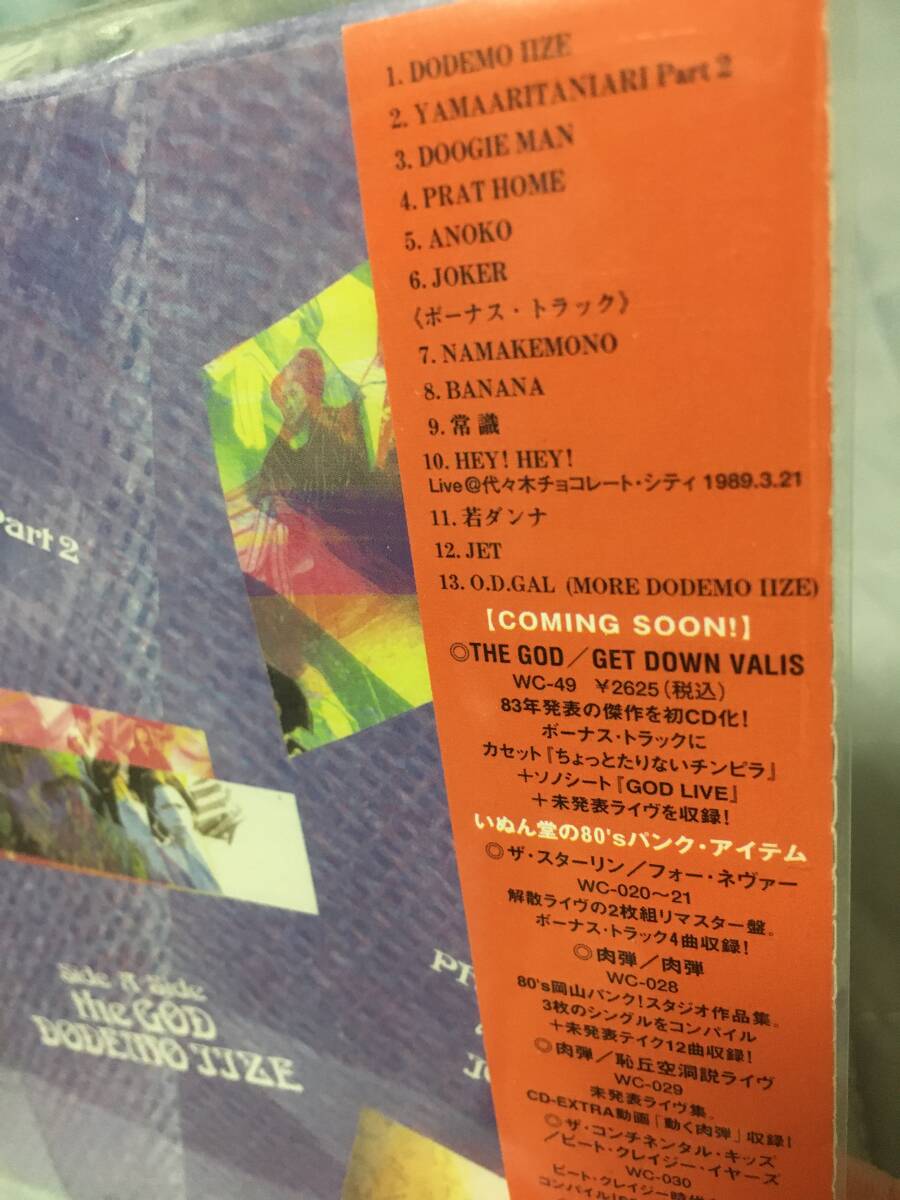 1. DODEMO IIZE
2. YAMAARITANIARI Part 2
3. DOOGIE MAN
4. PRAT HOME
5. ANOKO
6. JOKER
《ボーナス・トラック》
7. NAMAKEMONO
8. BANANA
9. 常識
10. HEY! HEY!
Live@代々木チョコレート・シティ 1989.3.21
11. 若ダンナ
12. JET
13. O.D.GAL (MORE DODEMO IIZE)
【COMING SOON!】
◎THE GOD／GET DOWN VALIS
WC-49 ¥2625(税込)
83年発表の傑作を初CD化!
ボーナス・トラックに
カセット『ちょっとたりないチンピラ』
＋ソノシート『GOD LIVE』
＋未発表ライヴを収録!
いぬん堂の80'sパンク・アイテム
◎ザ・スターリン／フォー・ネヴァー
WC-020〜21
解散ライヴの2枚組リマスター盤。
ボーナス・トラック4曲収録!
◎肉弾／肉弾
WC-028
80's岡山パンク!スタジオ作品集。
3枚のシングルをコンパイル
＋未発表テイク12曲収録!
◎肉弾／恥丘空洞説ライヴ
WC-029
未発表ライヴ集。
CD-EXTRA動画「動く肉弾」収録!
◎ザ・コンチネンタル・キッズ
／ビート・クレイジー・イヤーズ
WC-030
ビート・クレイジー時代
Part 2
Side A Side
the GOD
DODEMO IIZE